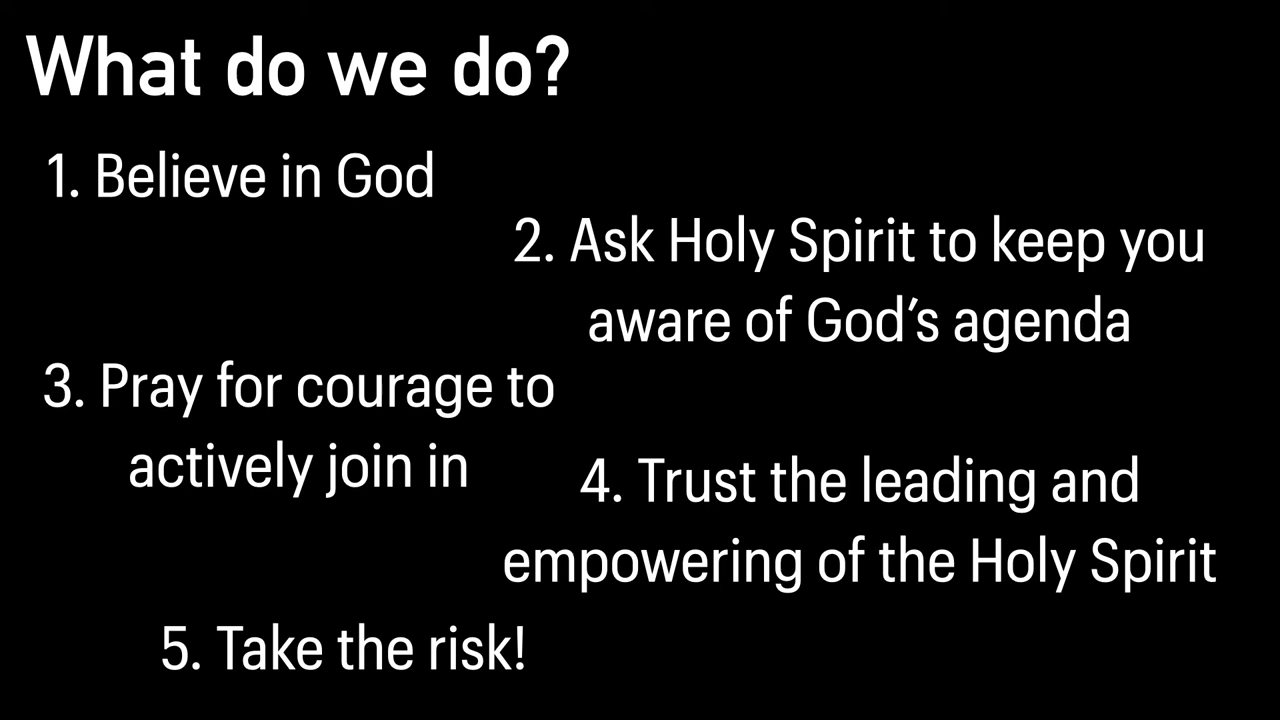 What do we do?
1. Believe in God
2. Ask Holy Spirit to keep you
aware of God’s agenda
3. Pray for courage to
actively join in
4. Trust the leading and
empowering of the Holy Spirit
5. Take the risk!